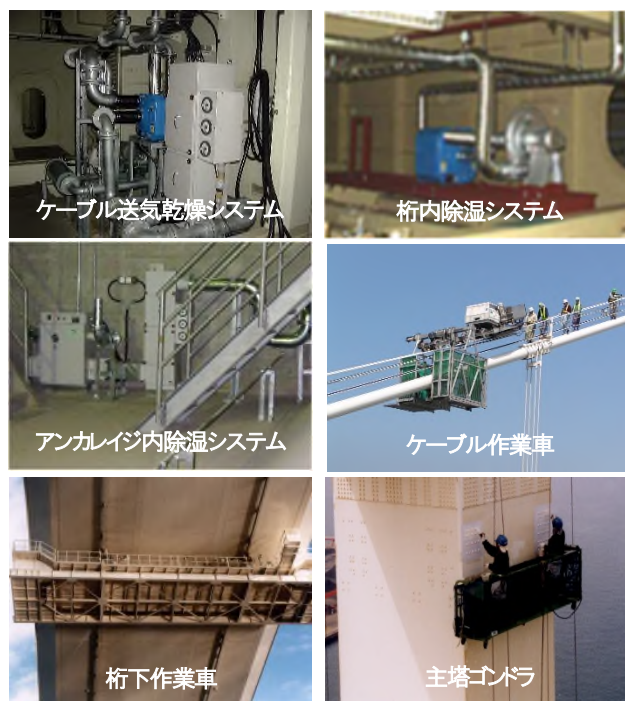 ケーブル送気乾燥システム
桁内除湿システム
アンカレイジ内除湿システム
ケーブル作業車
桁下作業車
主塔ゴンドラ